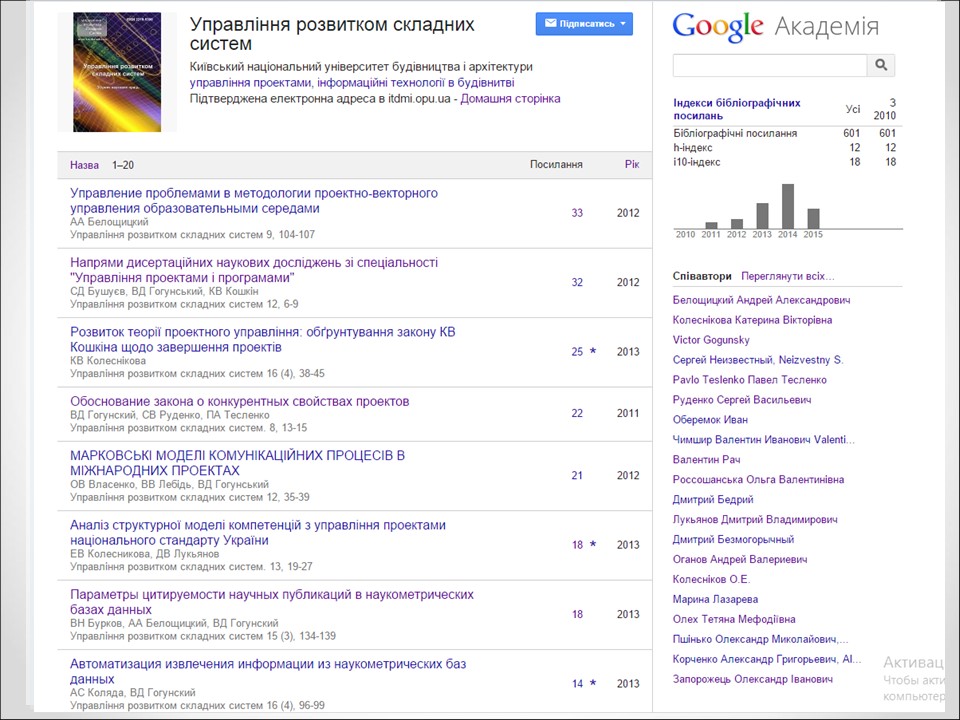 Управління розвитком складних систем
Управління розвитком складних
систем
Підписатись
Київський національний університет будівництва і архітектури
управління проектами, інформаційні технології в будівнитві
Підтверджена електронна адреса в itdmi.opu.ua - Домашня сторінка
Назва 1–20 Посилання Рік
Управление проблемами в методологии проектно-векторного
управления образовательными середами
АА Белощицкий
Управління розвитком складних систем 9, 104-107
33 2012
Напрями дисертаційних наукових досліджень зі спеціальності
"Управління проектами і програмами"
СД Бушуєв, ВД Гогунський, КВ Кошкін
Управління розвитком складних систем 12, 6-9
32 2012
Розвиток теорії проектного управління: обґрунтування закону КВ
Кошкіна щодо завершення проектів
КВ Колеснікова
Управління розвитком складних систем 16 (4), 38-45
25 * 2013
Обоснование закона о конкурентных свойствах проектов
ВД Гогунский, СВ Руденко, ПА Тесленко
Управління розвитком складних систем. 8, 13-15
22 2011
МАРКОВСЬКІ МОДЕЛІ КОМУНІКАЦІЙНИХ ПРОЦЕСІВ В
МІЖНАРОДНИХ ПРОЕКТАХ
ОВ Власенко, ВВ Лебідь, ВД Гогунський
Управління розвитком складних систем 12, 35-39
21 2012
Аналіз структурної моделі компетенцій з управління проектами
національного стандарту України
ЕВ Колесникова, ДВ Лукьянов
Управління розвитком складних систем. 13, 19-27
18 * 2013
Параметры цитируемости научных публикаций в наукометрических
базах данных
ВН Бурков, АА Белощицкий, ВД Гогунский
Управління розвитком складних систем 15 (3), 134-139
18 2013
Автоматизация извлечения информации из наукометрических баз
данных
АС Коляда, ВД Гогунский
Управління розвитком складних систем 16 (4), 96-99
14 * 2013
Google Академія
Індекси бібліографічних
посилань
Усі З
2010
Бібліографічні посилання 601 601
h-індекс 12 12
i10-індекс 18 18
2010 2011 2012 2013 2014 2015
Співавтори Переглянути всіх…
Белощицкий Андрей Александрович
Колеснікова Катерина Вікторівна
Victor Gogunsky
Сергей Неизвестный, Neizvestny S.
Pavlo Teslenko Павел Тесленко
Руденко Сергей Васильевич
Оберемок Иван
Чимшир Валентин Иванович Valenti…
Валентин Рач
Россошанська Ольга Валентинівна
Дмитрий Бедрий
Лукьянов Дмитрий Владимирович
Дмитрий Безмогорычный
Оганов Андрей Валериевич
Колесніков О.Е.
Марина Лазарева
Олех Тетяна Мефодіївна
Пшінько Олександр Миколайович,…
Корченко Александр Григорьевич, Al...
Запорожець Олександр Іванович
Активац
Чтобы акти
компьютер